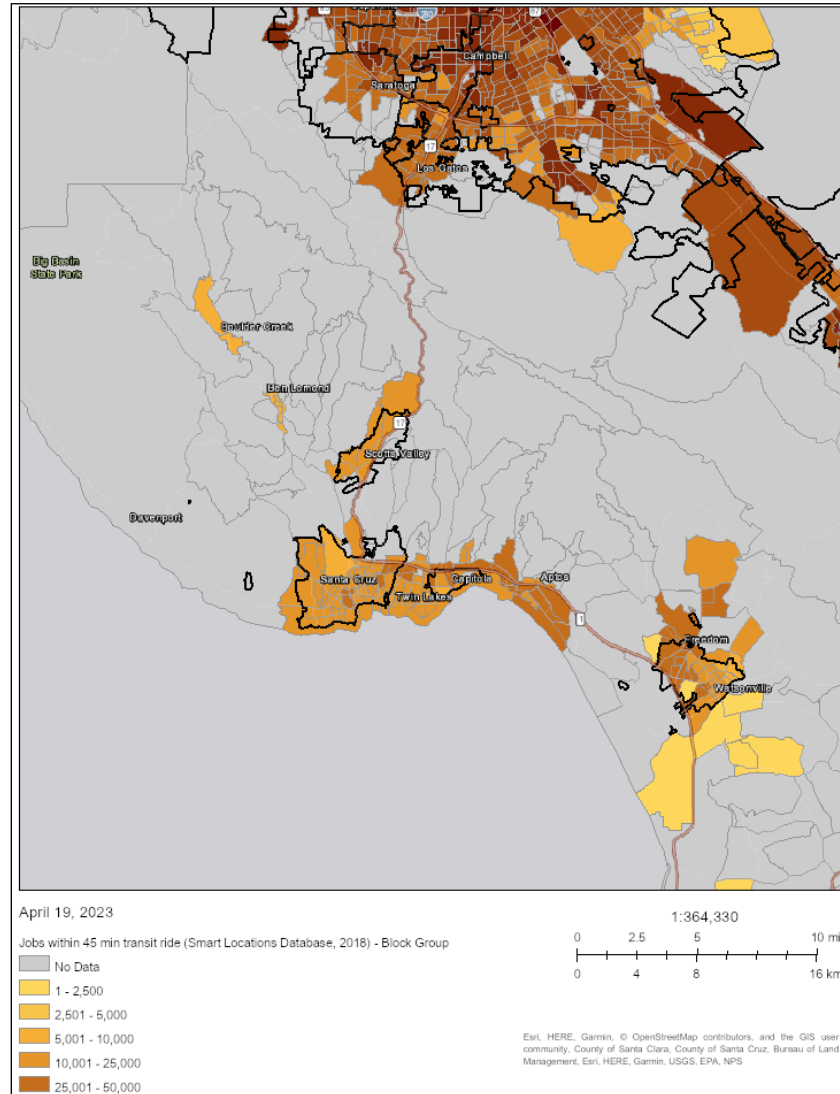 Campbell
Saratoga
17
Los Gatos
Big Basin
State Park
Boulder Creek
Ben Lomond
17
Scotts Valley
Davenport
Santa Cruz
Capitola
Aptos
Twin Lakes
1
Freedom
Watsonville
April 19, 2023
1:364,330
Jobs within 45 min transit ride (Smart Locations Database, 2018) - Block Group
No Data
1 - 2,500
2,501 - 5,000
5,001 - 10,000
10,001 - 25,000
25,001 - 50,000
0 2.5 5 10 mi
0 4 8 16 km
Esri, HERE, Garmin, © OpenStreetMap contributors, and the GIS user
community, County of Santa Clara, County of Santa Cruz, Bureau of Land
Management, Esri, HERE, Garmin, USGS, EPA, NPS